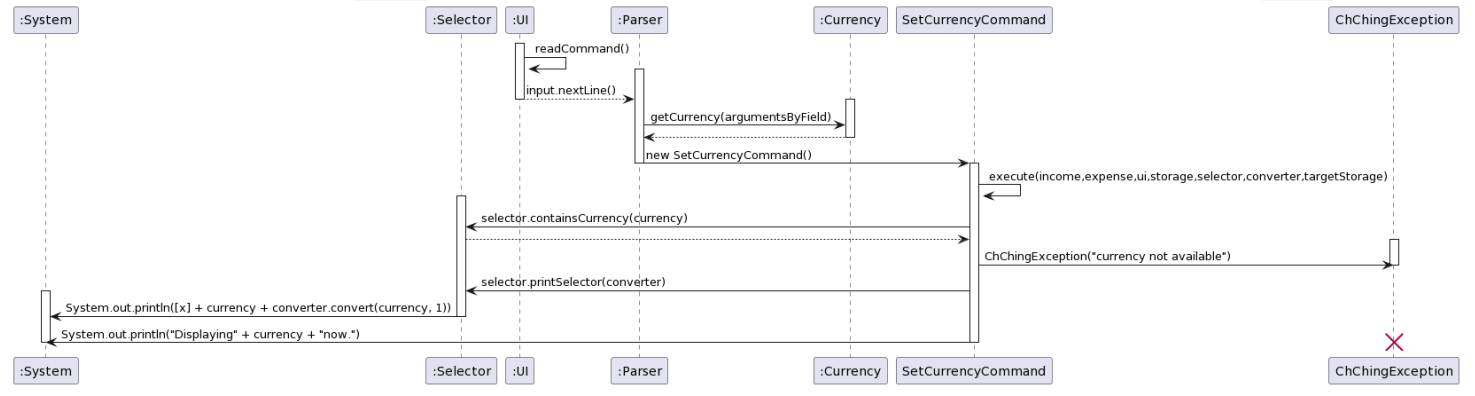 :System :Selector :UI :Parser :Currency SetCurrencyCommand ChChingException
readCommand()
input.nextLine()
getCurrency(argumentsByField)
new SetCurrencyCommand()
execute(income,expense,ui,storage,selector,converter,targetStorage)
selector.containsCurrency(currency)
ChChingException("currency not available")
selector.printSelector(converter)
System.out.println([x] + currency + converter.convert(currency, 1))
System.out.println("Displaying" + currency + "now.")
:System :Selector :UI :Parser :Currency SetCurrencyCommand ChChingException